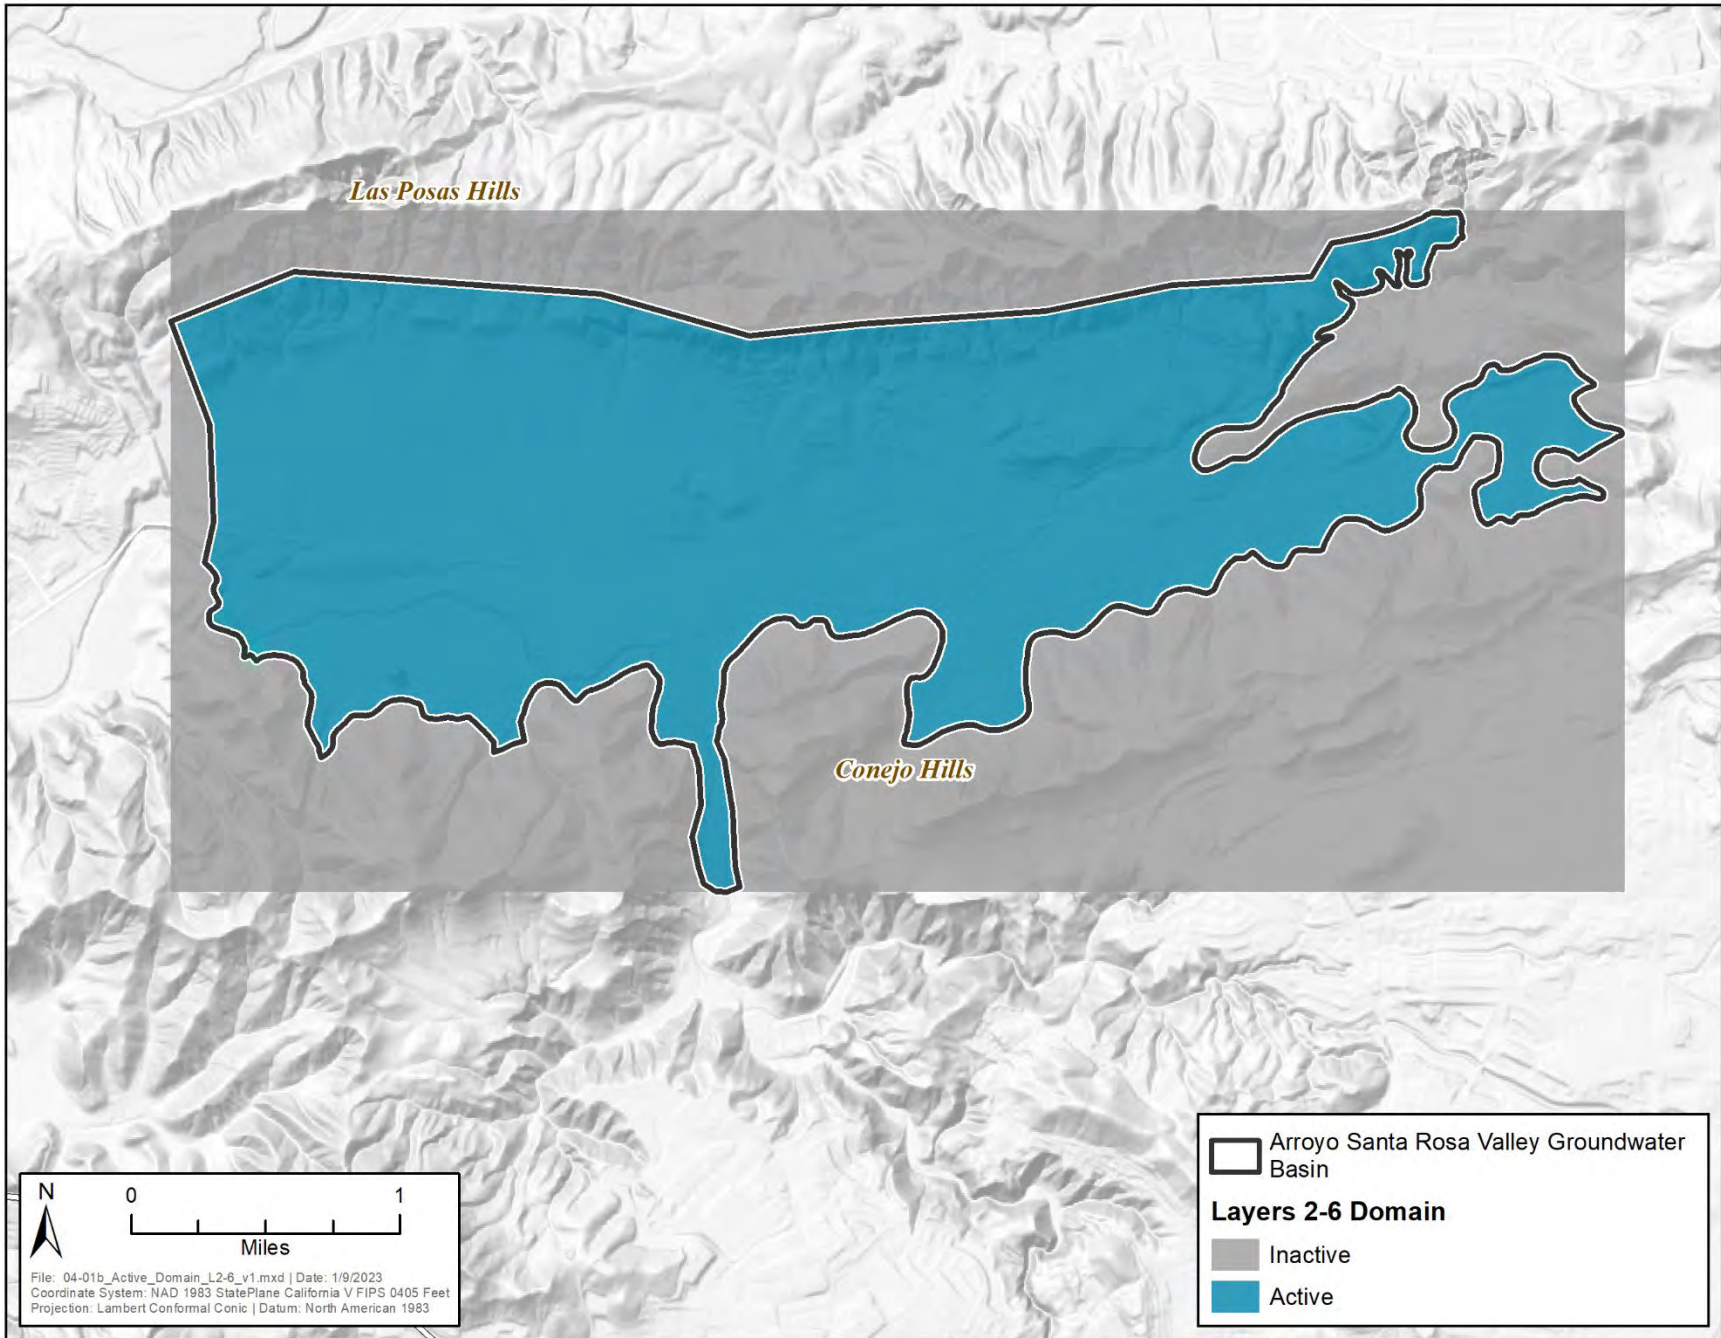 Las Posas Hills
Conejo Hills
N
0 1
Miles
File: 04-01b_Active_Domain_L2-6_v1.mxd | Date: 1/9/2023
Coordinate System: NAD 1983 StatePlane California V FIPS 0405 Feet
Projection: Lambert Conformal Conic | Datum: North American 1983
Arroyo Santa Rosa Valley Groundwater
Basin
Layers 2-6 Domain
Inactive
Active